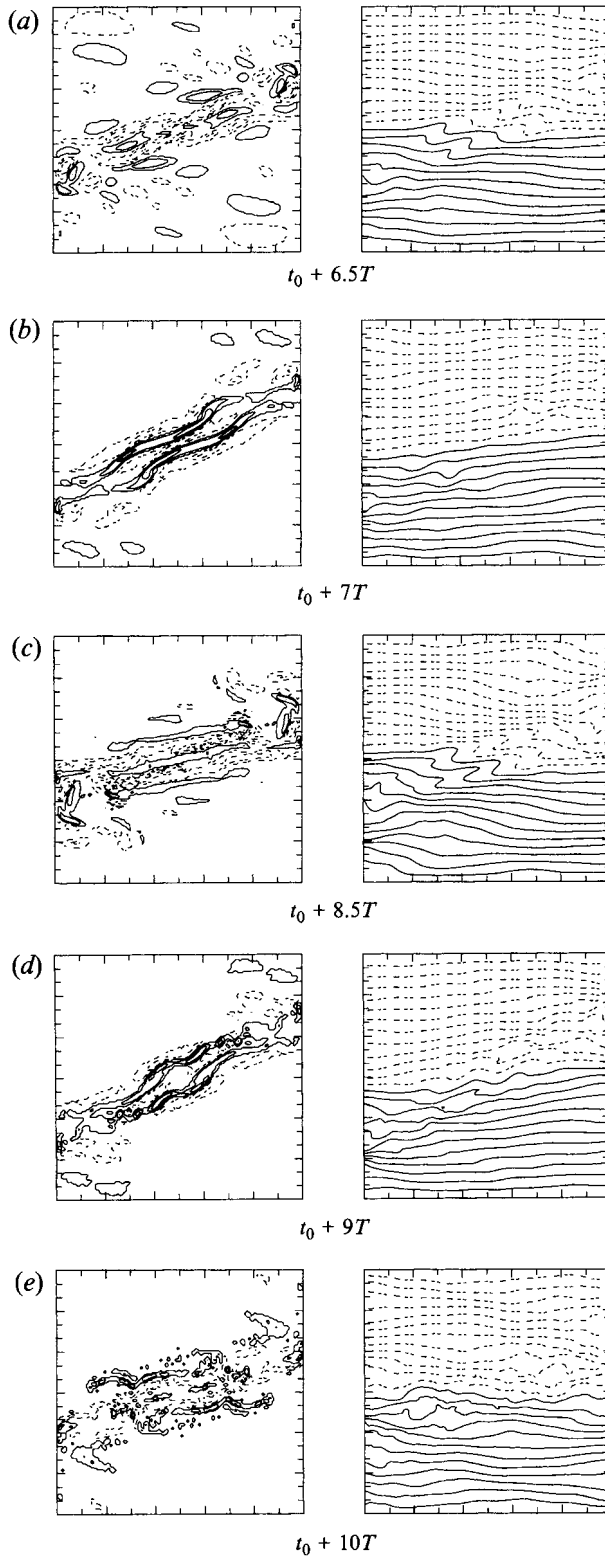 (a)
t₀ + 6.5T
(b)
t₀ + 7T
(c)
t₀ + 8.5T
(d)
t₀ + 9T
(e)
t₀ + 10T